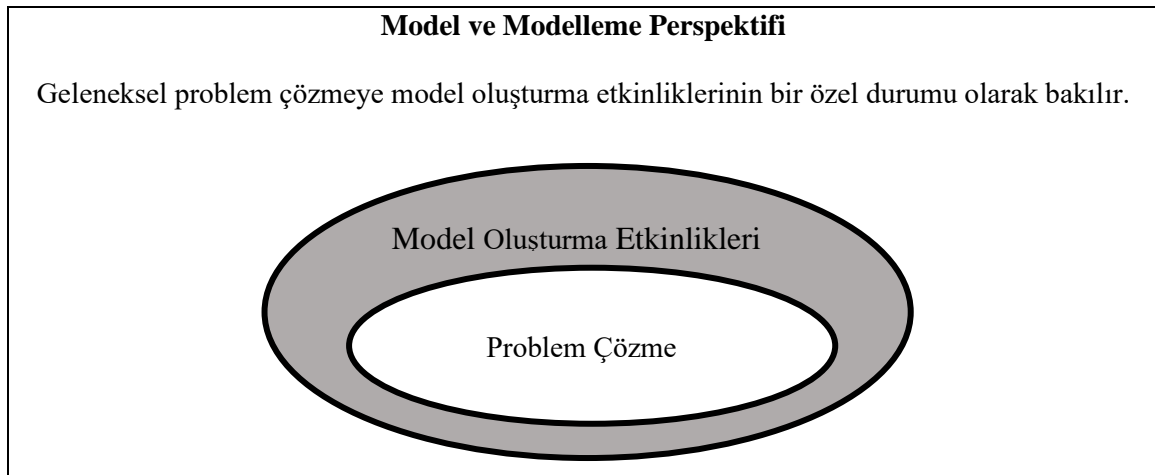 Model ve Modelleme Perspektifi
Geleneksel problem çözmeye model oluşturma etkinliklerinin bir özel durumu olarak bakılır.
Model Oluşturma Etkinlikleri
Problem Çözme